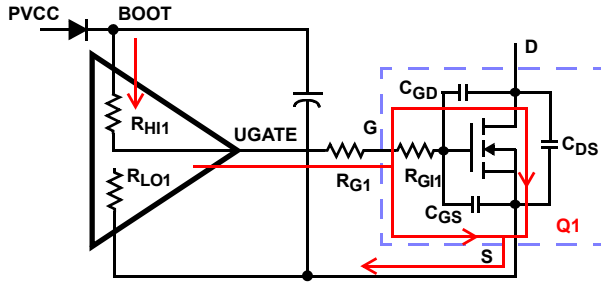 PVCC
BOOT
D
CGD
RHI1
UGATE
G
CDS
RLO1
RG1
RGI1
CGS
Q1
S